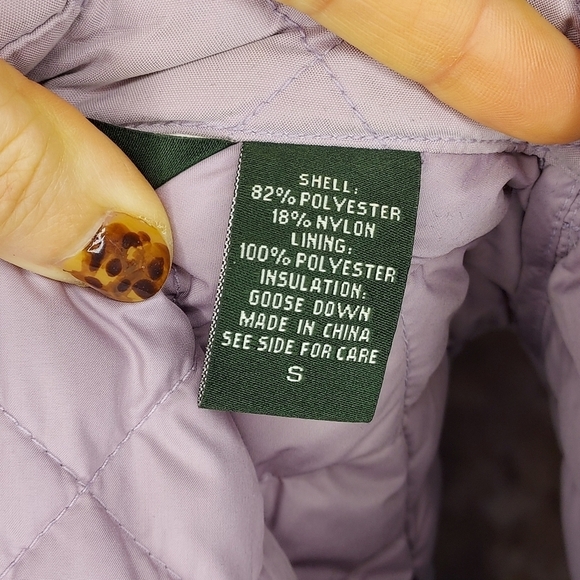 SHELL:
82% POLYESTER
18% NYLON
LINING:
100% POLYESTER
INSULATION:
GOOSE DOWN
MADE IN CHINA
SEE SIDE FOR CARE
S